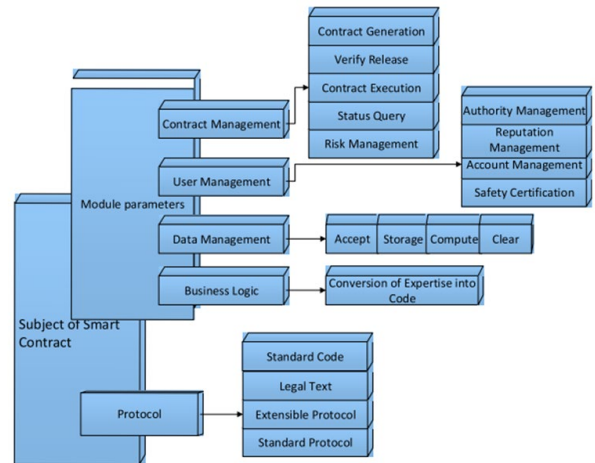 Contract Generation
Verify Release
Contract Execution
Status Query
Risk Management
Contract Management
Authority Management
Reputation
Management
Account Management
Safety Certification
User Management
Module parameters
Data Management
Accept
Storage
Compute
Clear
Business Logic
Conversion of Expertise into
Code
Subject of Smart
Contract
Standard Code
Legal Text
Extensible Protocol
Standard Protocol
Protocol